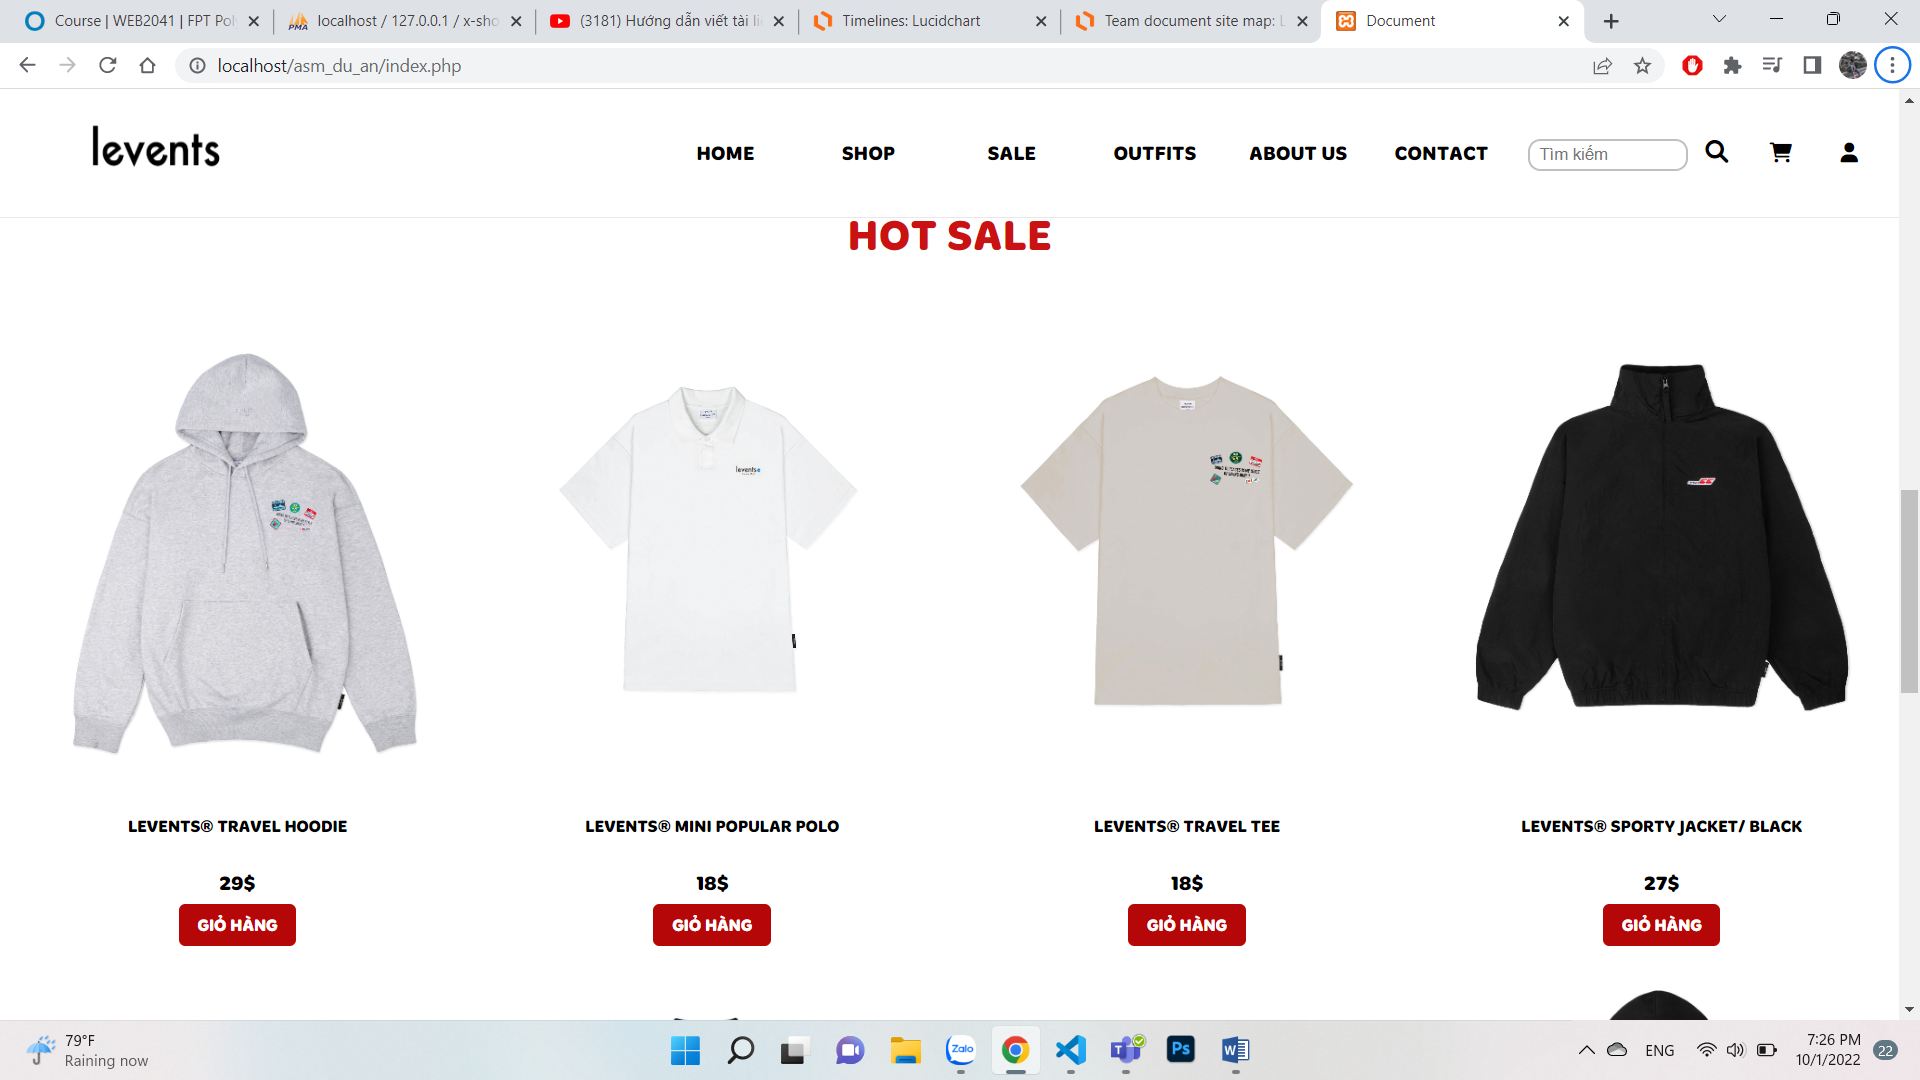 Course | WEB2041 | FPT Pol
localhost / 127.0.0.1 / x-sho
(3181) Hướng dẫn viết tài li
Timelines: Lucidchart
Team document site map: L
Document
localhost/asm_du_an/index.php
levents
HOME
SHOP
SALE
OUTFITS
ABOUT US
CONTACT
Tìm kiếm
HOT SALE
LEVENTS® TRAVEL HOODIE
LEVENTS® MINI POPULAR POLO
LEVENTS® TRAVEL TEE
LEVENTS® SPORTY JACKET/ BLACK
29$
18$
18$
27$
GIỎ HÀNG
GIỎ HÀNG
GIỎ HÀNG
GIỎ HÀNG
79°F
Raining now
Zalo
Ps
ENG
7:26 PM
10/1/2022
22